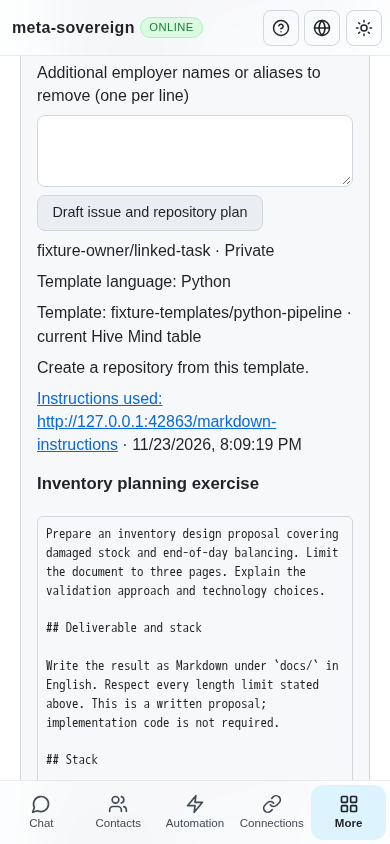 meta-sovereign ONLINE
Additional employer names or aliases to
remove (one per line)
Draft issue and repository plan
fixture-owner/linked-task · Private
Template language: Python
Template: fixture-templates/python-pipeline ·
current Hive Mind table
Create a repository from this template.
Instructions used:
http://127.0.0.1:42863/markdown-
instructions · 11/23/2026, 8:09:19 PM
Inventory planning exercise
Prepare an inventory design proposal covering
damaged stock and end-of-day balancing. Limit
the document to three pages. Explain the
validation approach and technology choices.
## Deliverable and stack
Write the result as Markdown under `docs/` in
English. Respect every length limit stated
above. This is a written proposal;
implementation code is not required.
## Stack
Chat Contacts Automation Connections More